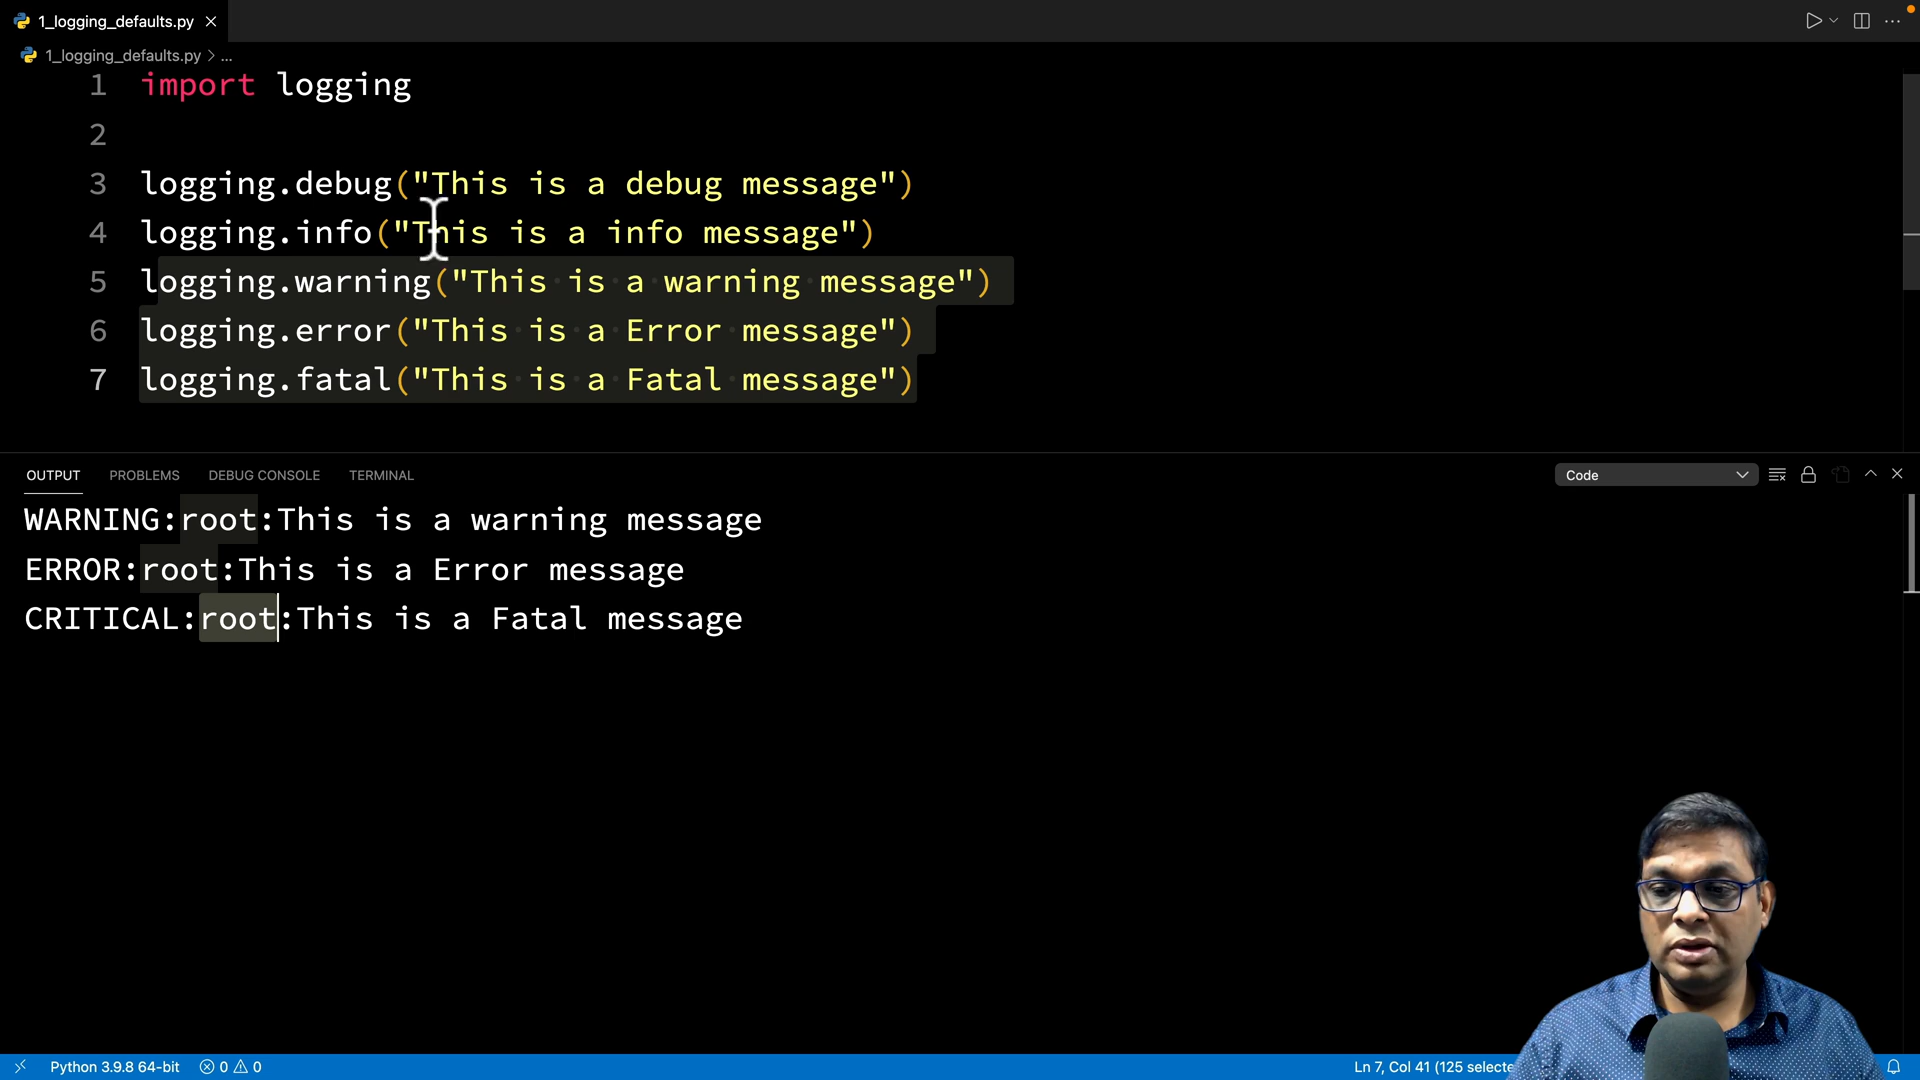 1_logging_defaults.py
1_logging_defaults.py > ...
1 import logging
2
3 logging.debug("This is a debug message")
4 logging.info("This is a info message")
5 logging.warning("This is a warning message")
6 logging.error("This is a Error message")
7 logging.fatal("This is a Fatal message")
OUTPUT PROBLEMS DEBUG CONSOLE TERMINAL Code
WARNING:root:This is a warning message
ERROR:root:This is a Error message
CRITICAL:root:This is a Fatal message
Python 3.9.8 64-bit 0 0 Ln 7, Col 41 (125 selecte